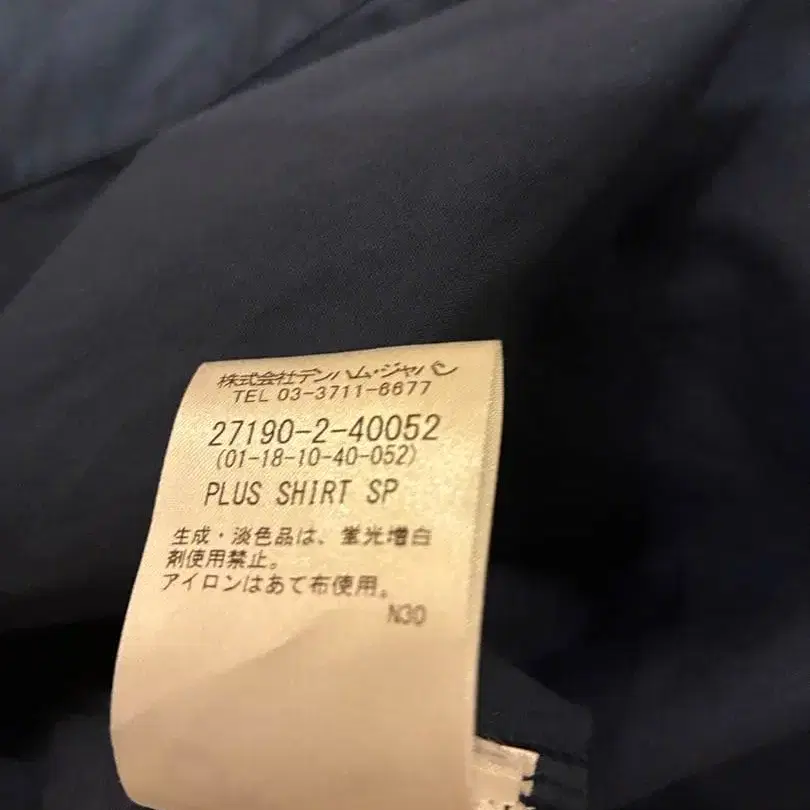 株式会社デンハム・ジャパン
TEL 03-3711-6677
27190-2-40052
(01-18-10-40-052)
PLUS SHIRT SP
生成・淡色品は、蛍光増白
剤使用禁止。
アイロンはあて布使用。
N30